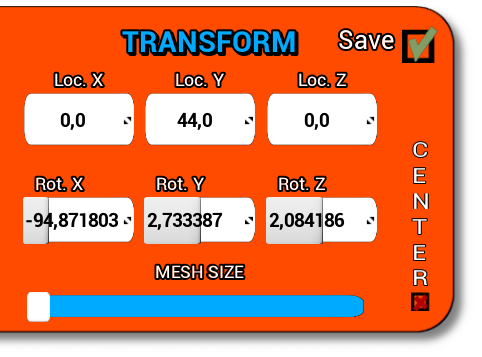 TRANSFORM
Save
Loc. X Loc. Y Loc. Z
0,0 44,0 0,0
Rot. X Rot. Y Rot. Z
-94,871803 2,733387 2,084186
MESH SIZE
CENTER